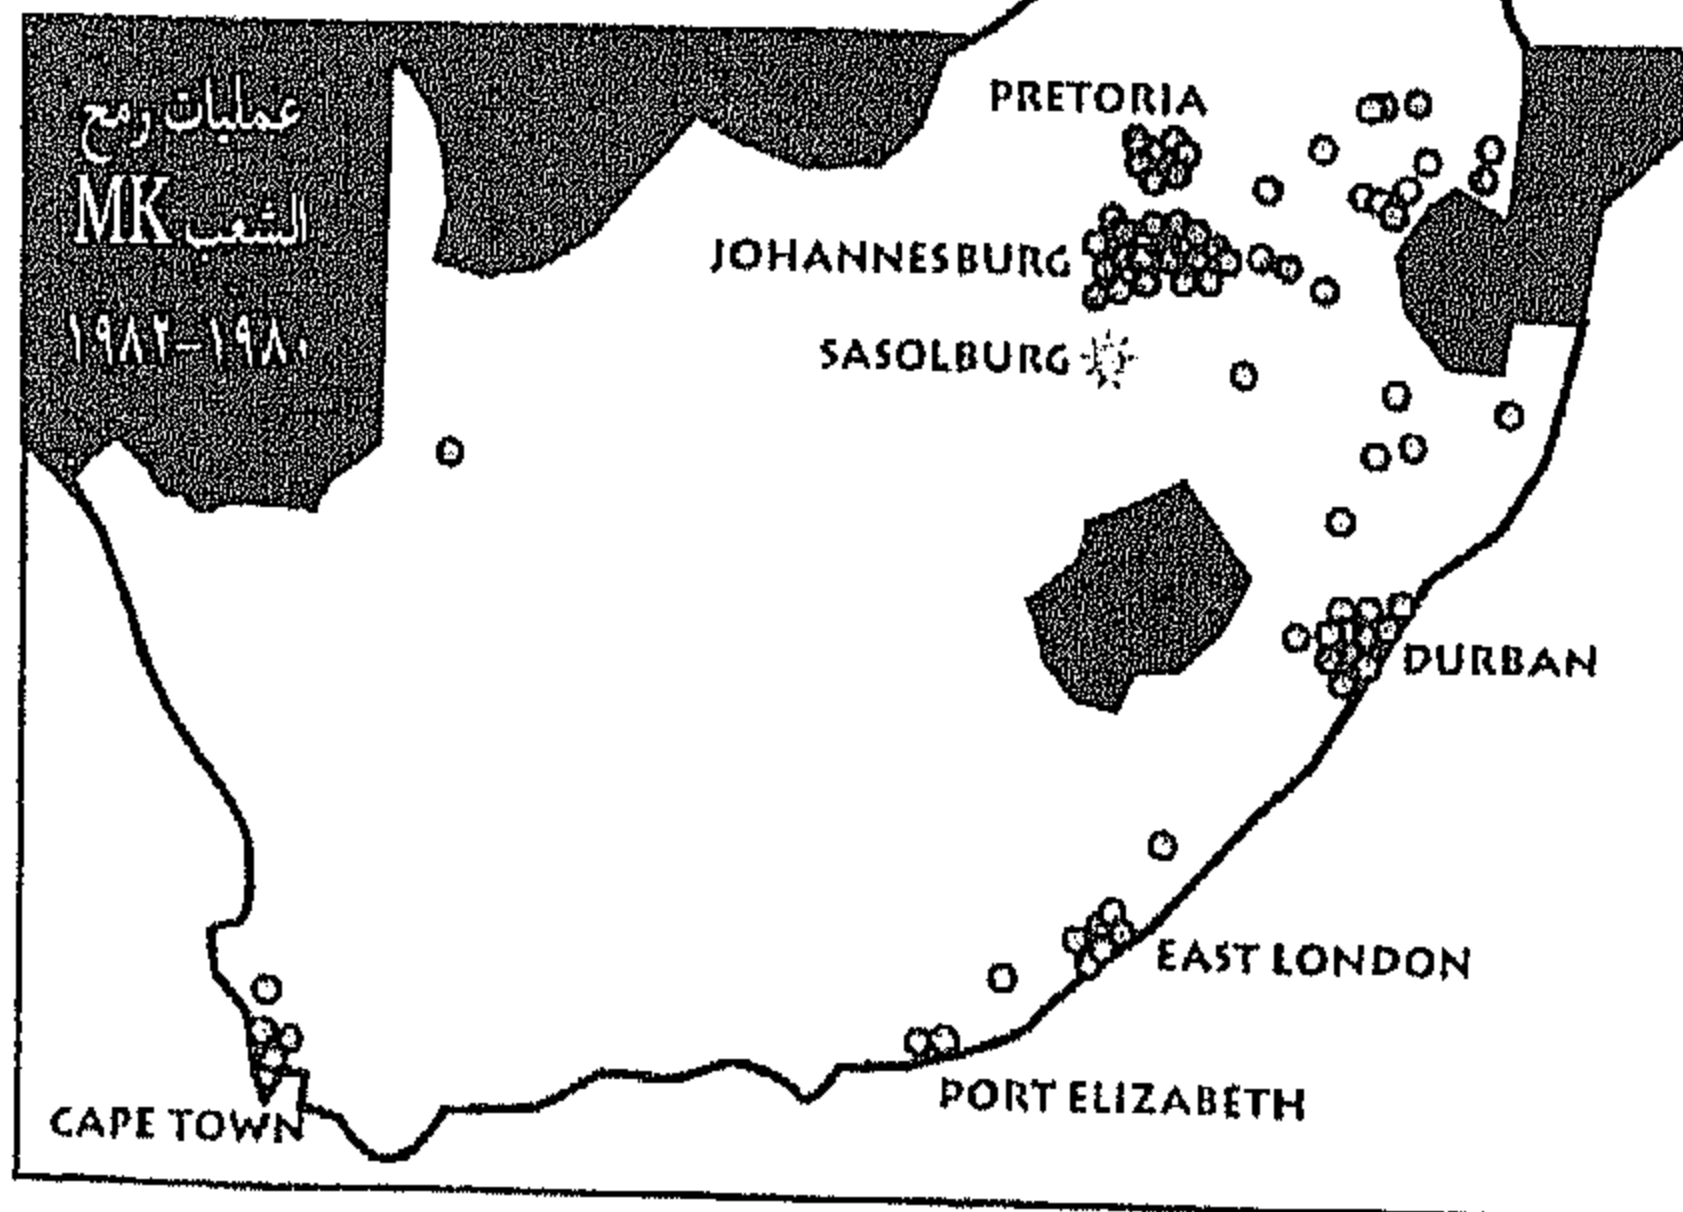 عمليات رمح
الشعب MK
١٩٨٠-١٩٨٢
PRETORIA
JOHANNESBURG
SASOLBURG
DURBAN
EAST LONDON
PORT ELIZABETH
CAPE TOWN